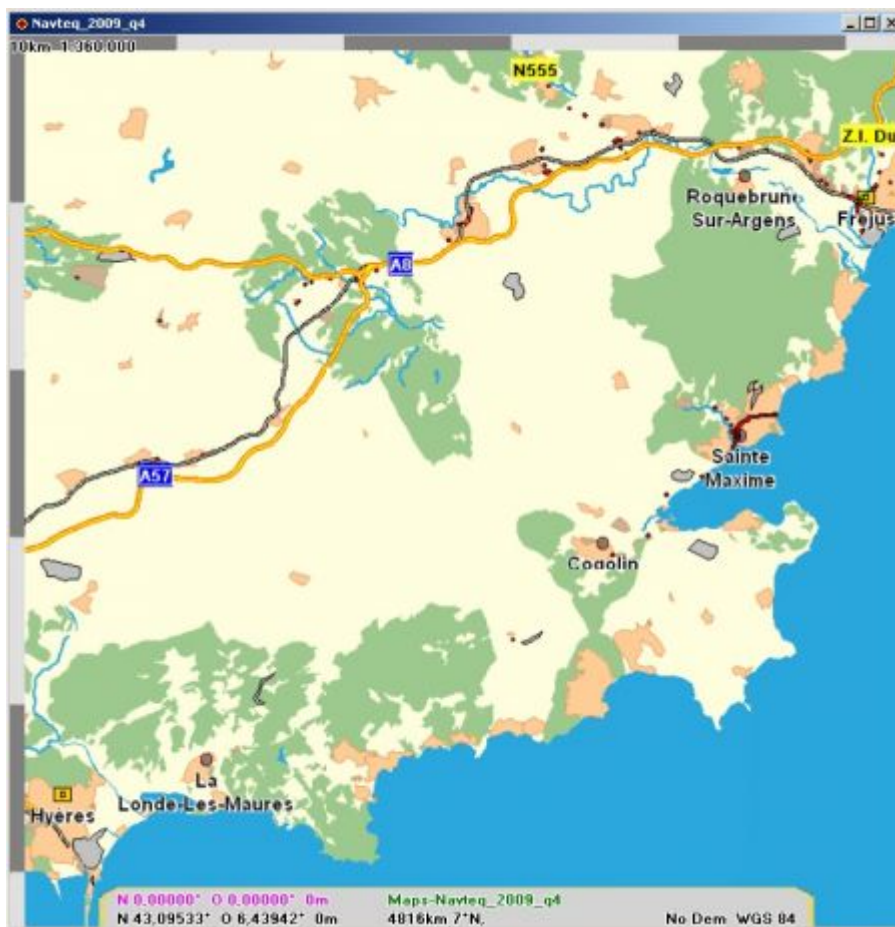 Navteq_2009_q4
10km 1:360.000
N555
Z.I. Du
Roquebrune
Sur-Argens
Frejus
A8
Sainte
Maxime
A57
Cogolin
La
Londe-Les-Maures
Hyères
N 0,00000° O 0,00000° 0m
Maps-Navteq_2009_q4
N 43,09533° O 6,43942° 0m
4816km 7°N,
No Dem WGS 84